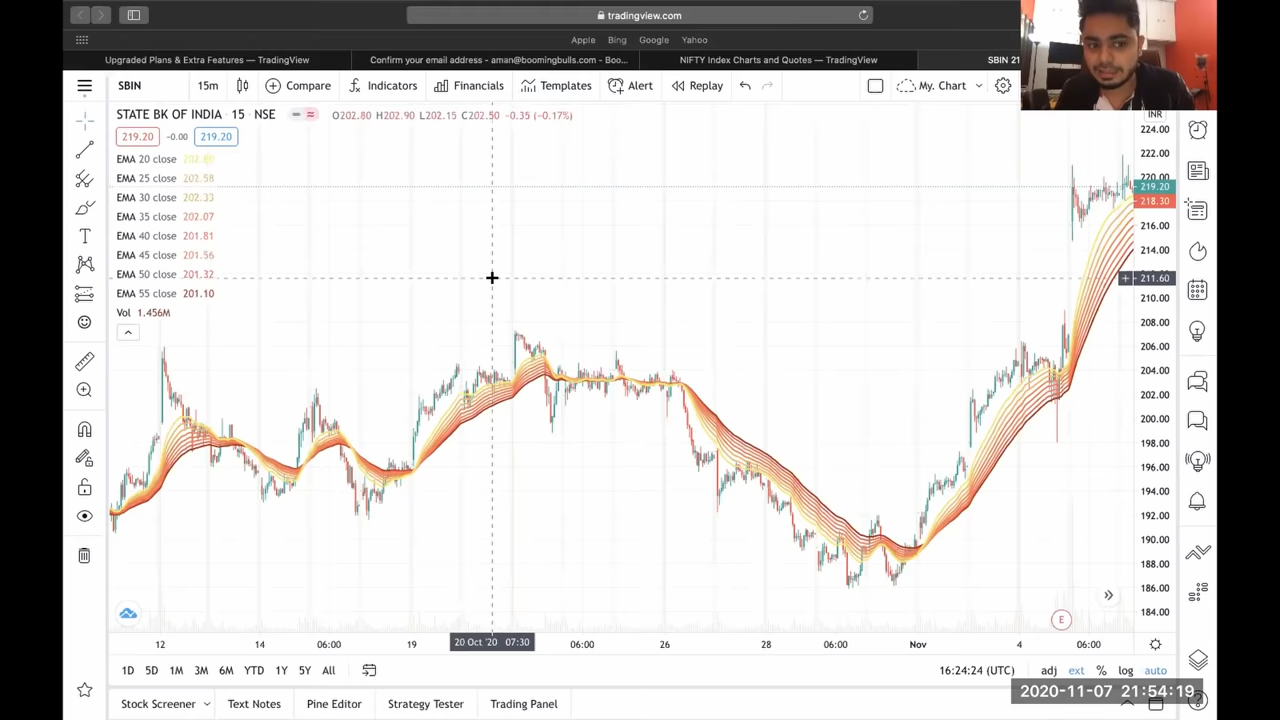 tradingview.com
Apple Bing Google Yahoo
Upgraded Plans & Extra Features — TradingView
Confirm your email address - aman@boomingbulls.com - Boo...
NIFTY Index Charts and Quotes — TradingView
SBIN 21
SBIN 15m Compare Indicators Financials Templates Alert Replay My. Chart
STATE BK OF INDIA · 15 · NSE O202.80 H202.90 L202.15 C202.50 -0.35 (-0.17%)
219.20 -0.00 219.20
EMA 20 close
EMA 25 close 202.58
EMA 30 close 202.33
EMA 35 close 202.07
EMA 40 close 201.81
EMA 45 close 201.56
EMA 50 close 201.32
EMA 55 close 201.10
Vol 1.456M
INR
224.00
222.00
220.00
219.20
218.30
216.00
214.00
211.60
210.00
208.00
206.00
204.00
202.00
200.00
198.00
196.00
194.00
192.00
190.00
188.00
186.00
184.00
E
12 14 06:00 19 20 Oct '20 07:30 06:00 26 28 06:00 Nov 4 06:00
1D 5D 1M 3M 6M YTD 1Y 5Y All 16:24:24 (UTC) adj ext % log auto
2020-11-07 21:54:19
Stock Screener Text Notes Pine Editor Strategy Tester Trading Panel